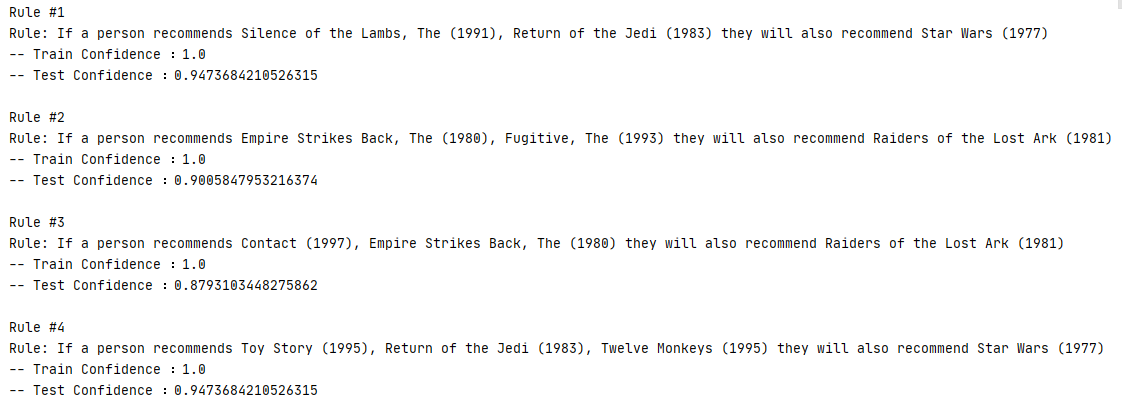 Rule #1
Rule: If a person recommends Silence of the Lambs, The (1991), Return of the Jedi (1983) they will also recommend Star Wars (1977)
-- Train Confidence : 1.0
-- Test Confidence : 0.9473684210526315
Rule #2
Rule: If a person recommends Empire Strikes Back, The (1980), Fugitive, The (1993) they will also recommend Raiders of the Lost Ark (1981)
-- Train Confidence : 1.0
-- Test Confidence : 0.9005847953216374
Rule #3
Rule: If a person recommends Contact (1997), Empire Strikes Back, The (1980) they will also recommend Raiders of the Lost Ark (1981)
-- Train Confidence : 1.0
-- Test Confidence : 0.8793103448275862
Rule #4
Rule: If a person recommends Toy Story (1995), Return of the Jedi (1983), Twelve Monkeys (1995) they will also recommend Star Wars (1977)
-- Train Confidence : 1.0
-- Test Confidence : 0.9473684210526315